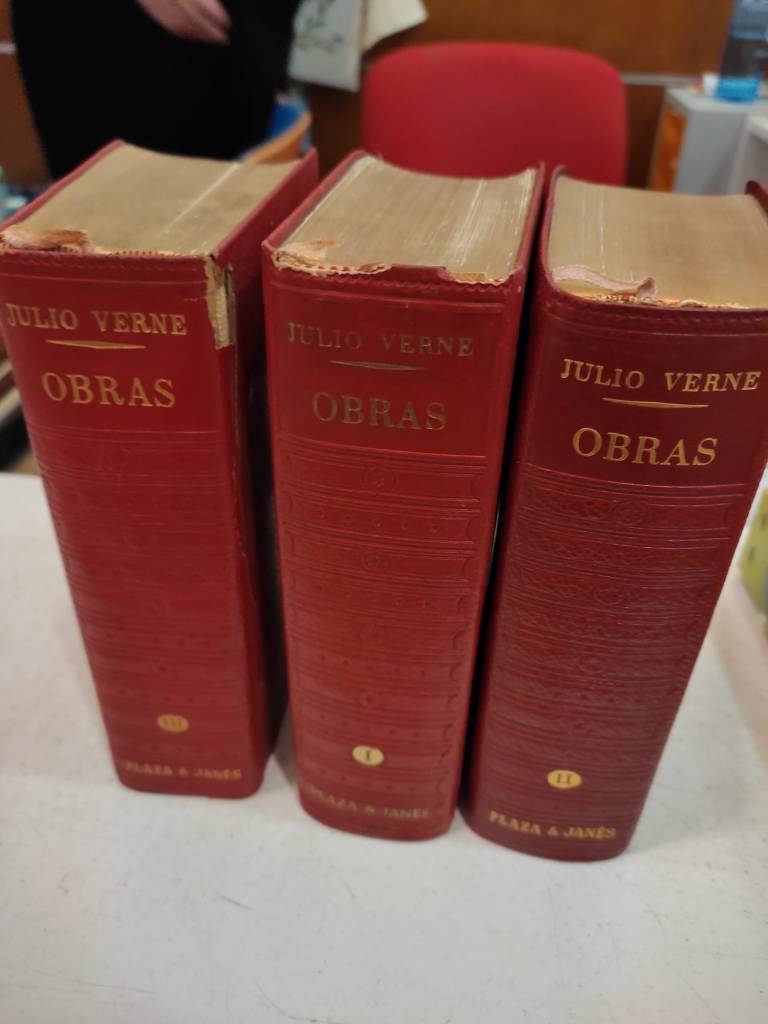 JULIO VERNE
OBRAS
III
PLAZA & JANÉS
JULIO VERNE
OBRAS
I
PLAZA & JANÉS
JULIO VERNE
OBRAS
II
PLAZA & JANÉS